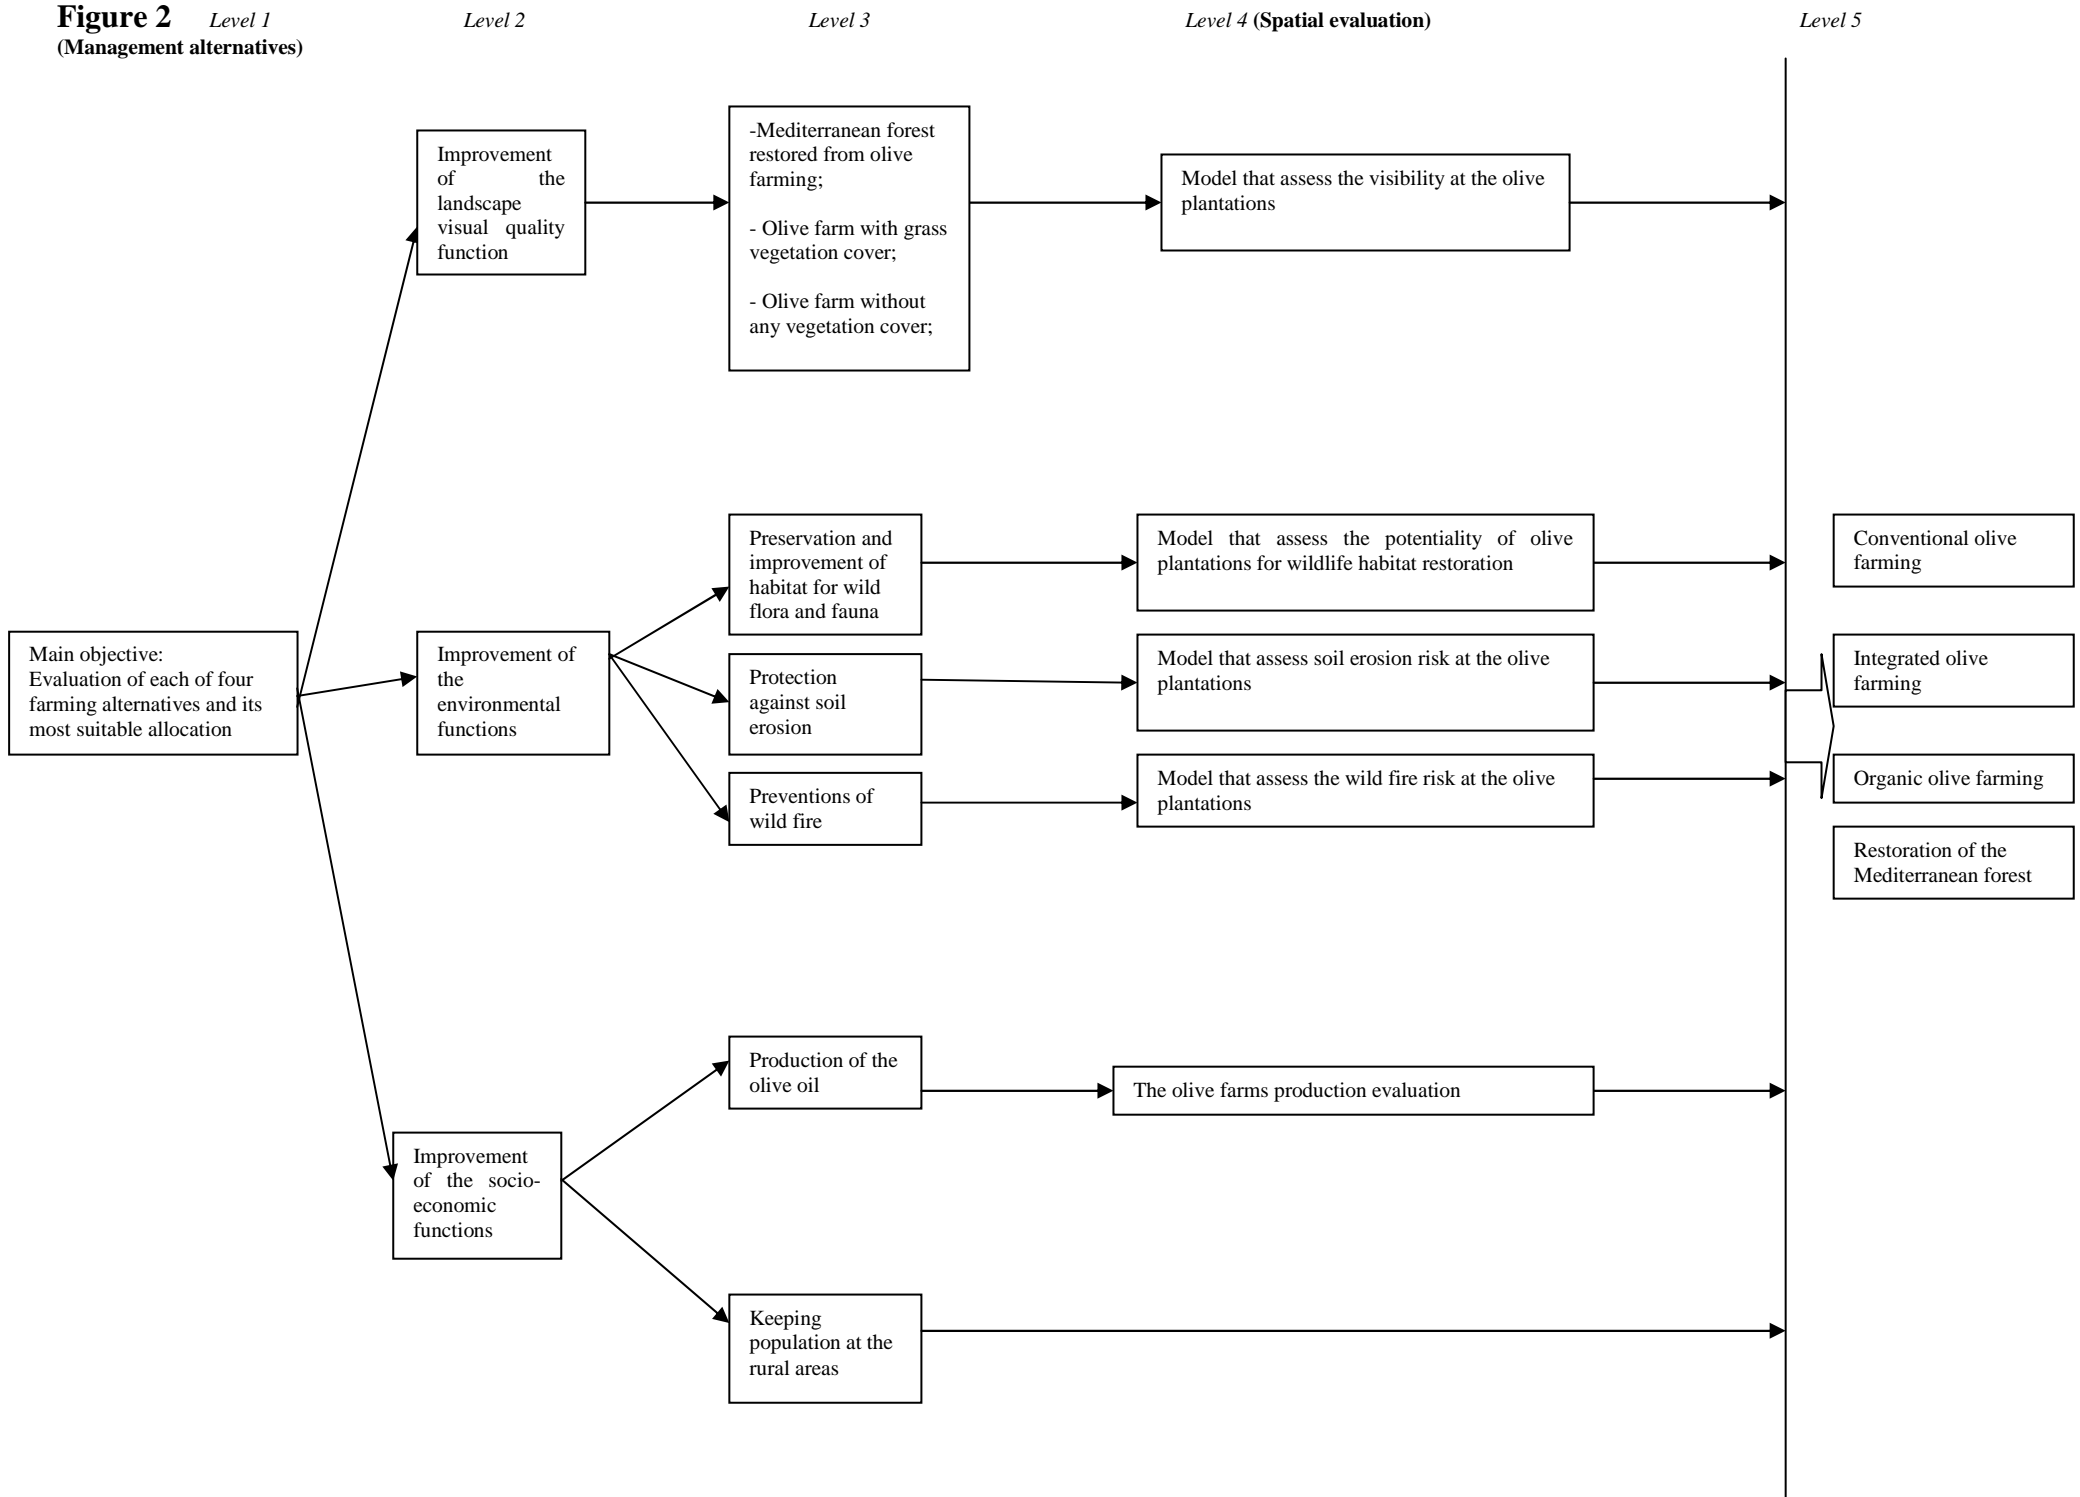 Figure 2 Level 1 Level 2 Level 3 Level 4 (Spatial evaluation) Level 5
(Management alternatives)
Improvement
of the
landscape
visual quality
function
-Mediterranean forest
restored from olive
farming;
- Olive farm with grass
vegetation cover;
- Olive farm without
any vegetation cover;
Model that assess the visibility at the olive
plantations
Main objective:
Evaluation of each of four
farming alternatives and its
most suitable allocation
Improvement of
the
environmental
functions
Preservation and
improvement of
habitat for wild
flora and fauna
Model that assess the potentiality of olive
plantations for wildlife habitat restoration
Protection
against soil
erosion
Model that assess soil erosion risk at the olive
plantations
Preventions of
wild fire
Model that assess the wild fire risk at the olive
plantations
Conventional olive
farming
Integrated olive
farming
Organic olive farming
Restoration of the
Mediterranean forest
Improvement
of the socio-
economic
functions
Production of the
olive oil
The olive farms production evaluation
Keeping
population at the
rural areas